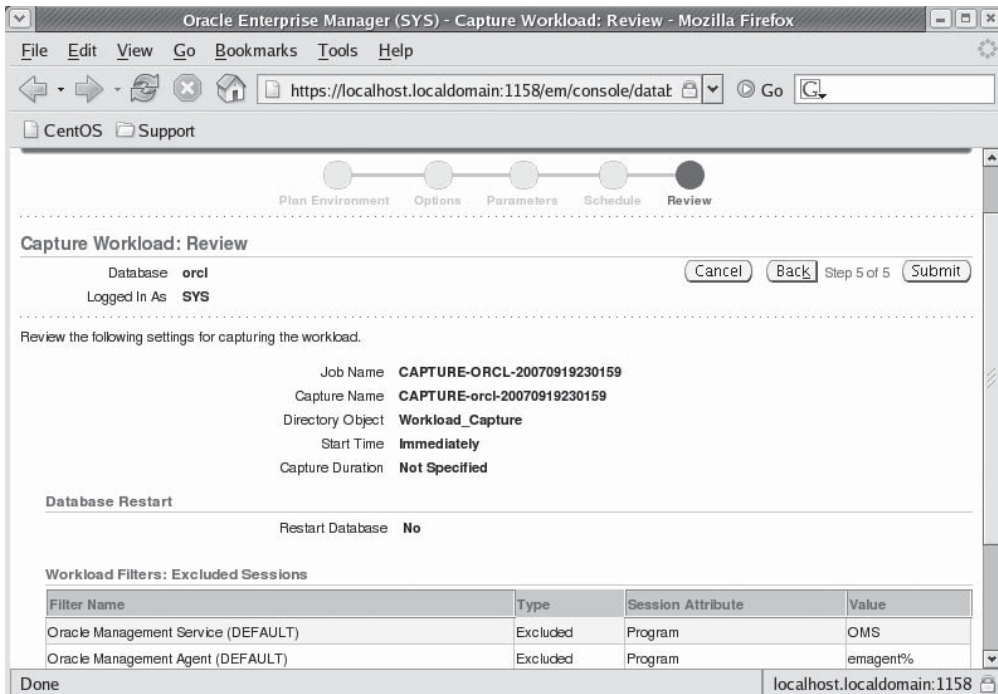 Oracle Enterprise Manager (SYS) - Capture Workload: Review - Mozilla Firefox
File Edit View Go Bookmarks Tools Help
https://localhost.localdomain:1158/em/console/datat Go G
CentOS Support
Plan Environment Options Parameters Schedule Review
Capture Workload: Review
Database orcl
Cancel Back Step 5 of 5 Submit
Logged In As SYS
Review the following settings for capturing the workload.
Job Name CAPTURE-ORCL-20070919230159
Capture Name CAPTURE-orcl-20070919230159
Directory Object Workload_Capture
Start Time Immediately
Capture Duration Not Specified
Database Restart
Restart Database No
Workload Filters: Excluded Sessions
Filter Name Type Session Attribute Value
Oracle Management Service (DEFAULT) Excluded Program OMS
Oracle Management Agent (DEFAULT) Excluded Program emagent%
Done localhost.localdomain:1158